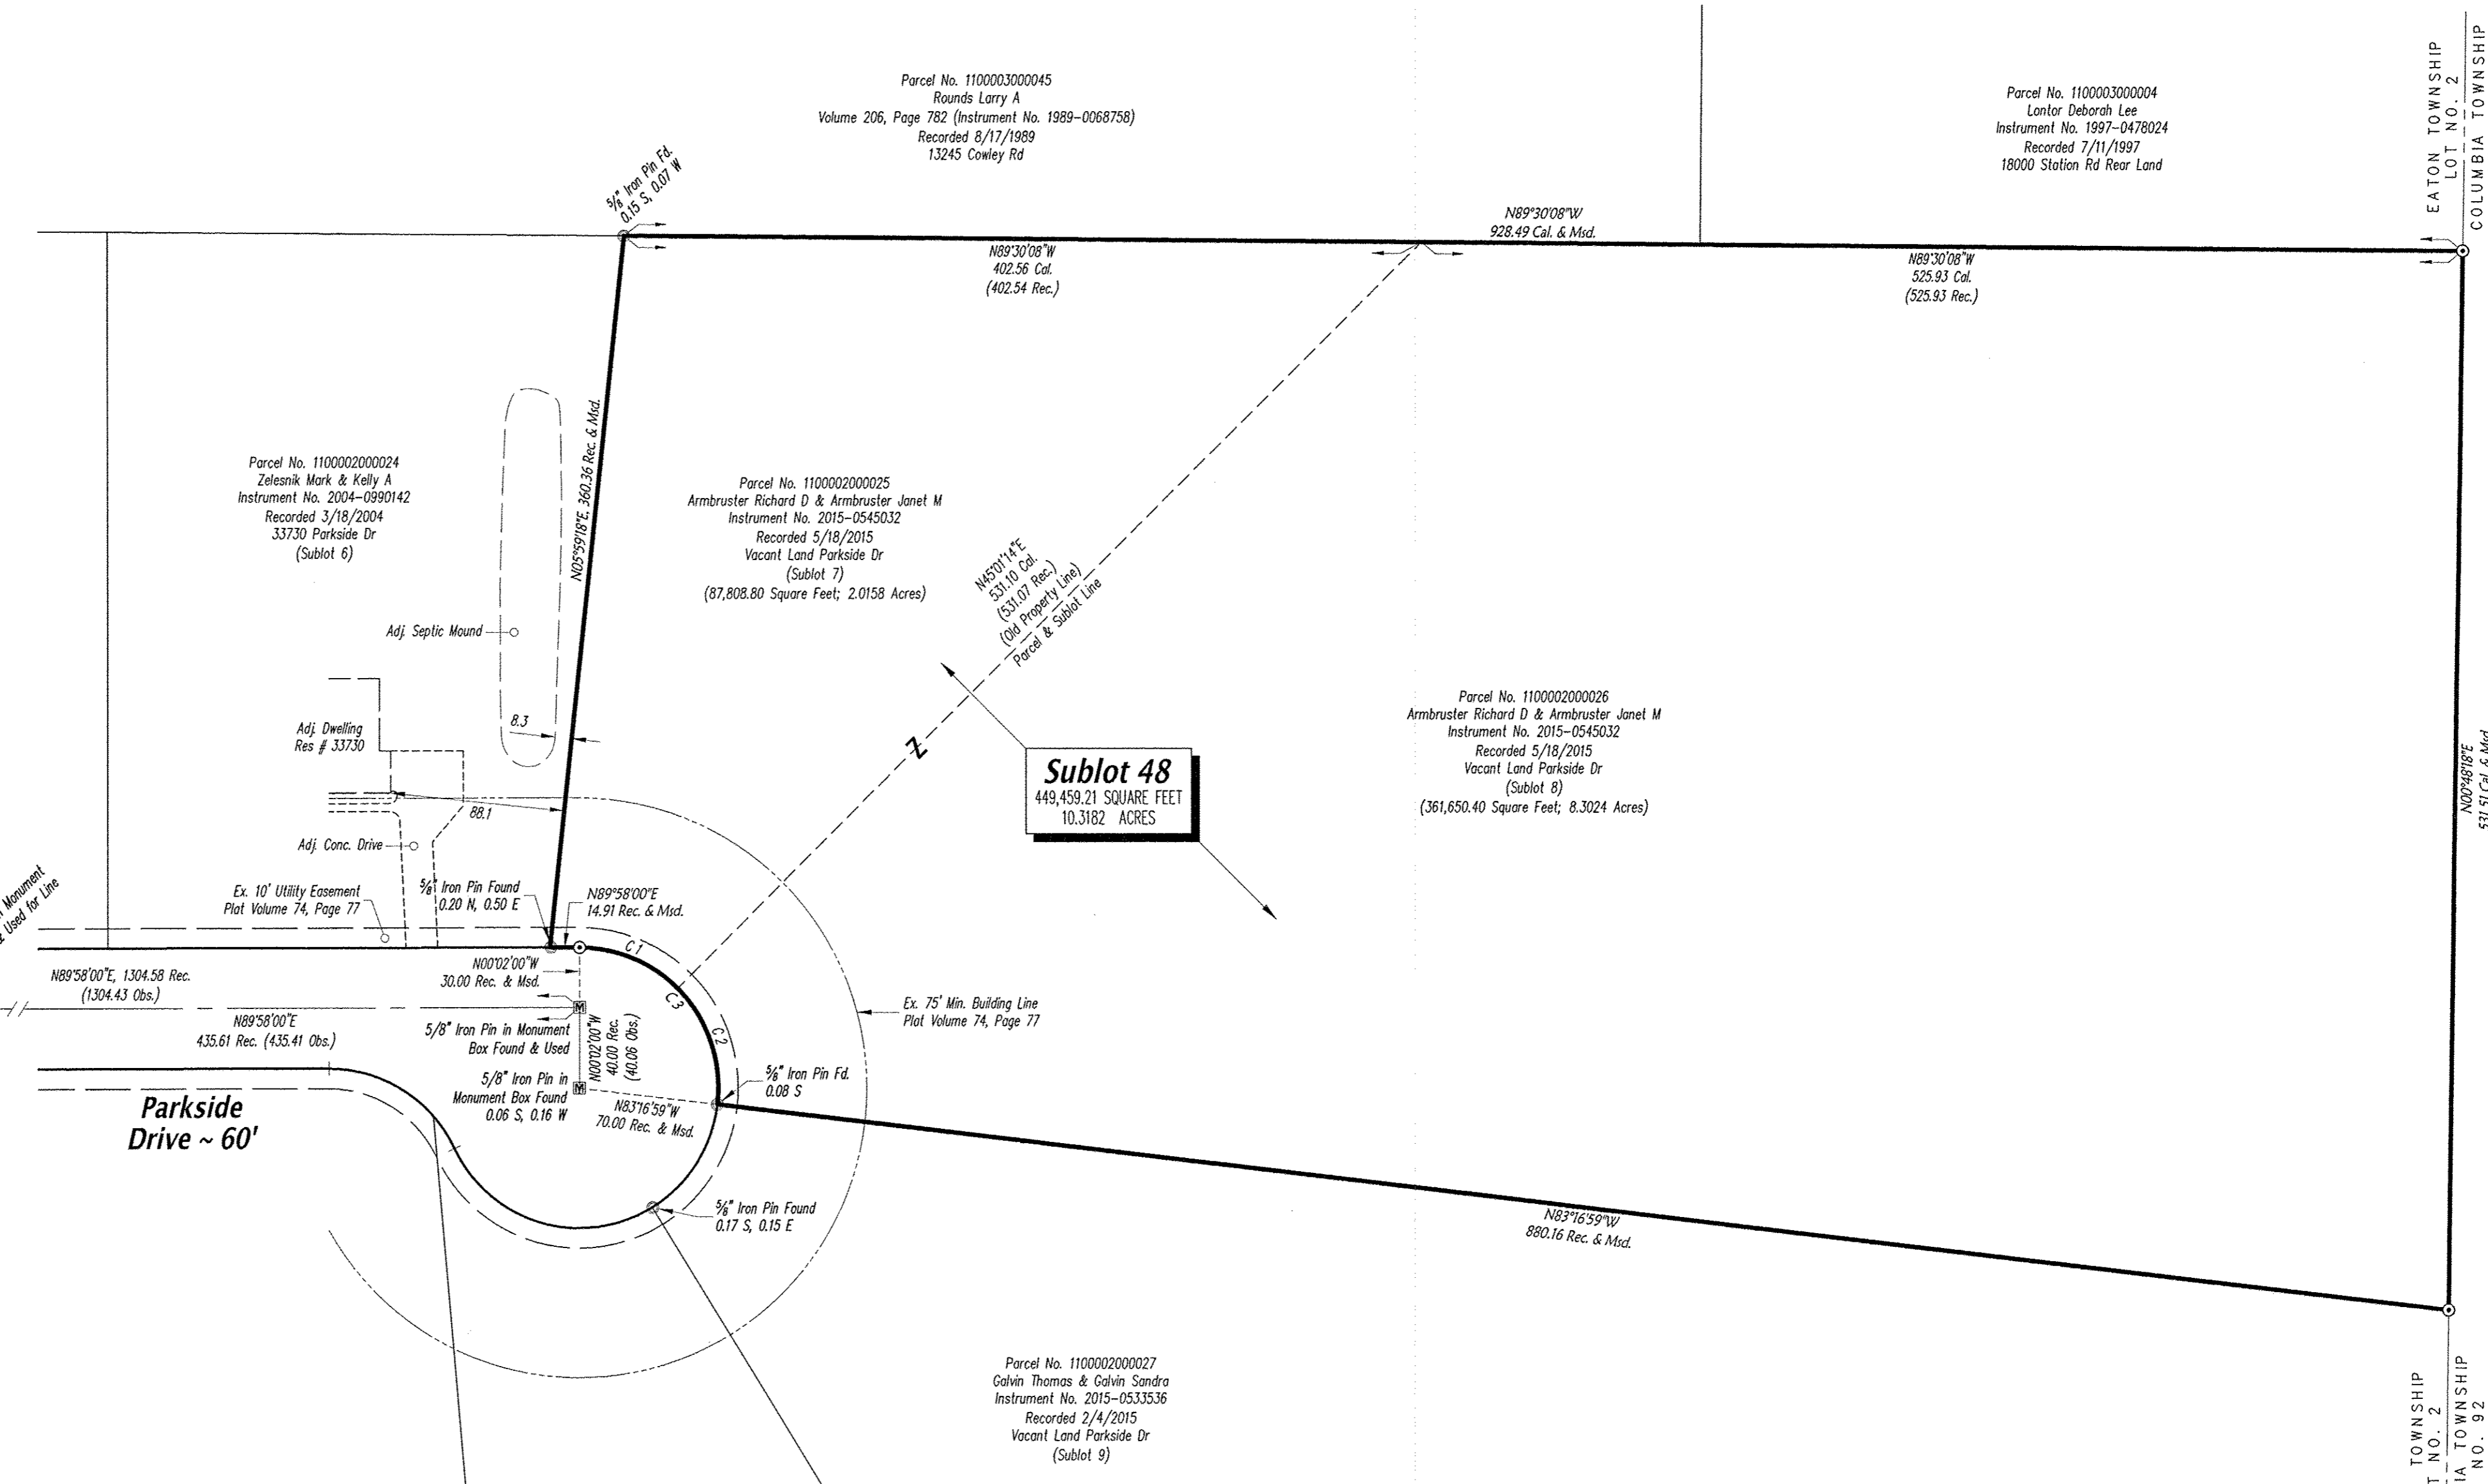 Parcel No. 1100003000045
Rounds Larry A
Volume 206, Page 782 (Instrument No. 1989-0068758)
Recorded 8/17/1989
13245 Cowley Rd
Parcel No. 1100003000004
Lontor Deborah Lee
Instrument No. 1997-0478024
Recorded 7/11/1997
18000 Station Rd Rear Land
EATON TOWNSHIP
LOT NO. 2
COLUMBIA TOWNSHIP
5/8" Iron Pin Fd.
0.15 S, 0.07 W
N89°30'08"W
928.49 Cal. & Msd.
N89°30'08"W
402.56 Cal.
(402.54 Rec.)
N89°30'08"W
525.93 Cal.
(525.93 Rec.)
N05°59'18"E, 360.36 Rec. & Msd.
Parcel No. 1100002000024
Zelesnik Mark & Kelly A
Instrument No. 2004-0990142
Recorded 3/18/2004
33730 Parkside Dr
(Sublot 6)
Parcel No. 1100002000025
Armbruster Richard D & Armbruster Janet M
Instrument No. 2015-0545032
Recorded 5/18/2015
Vacant Land Parkside Dr
(Sublot 7)
(87,808.80 Square Feet; 2.0158 Acres)
N45°01'14"E
531.10 Cal.
(531.07 Rec.)
(Old Property Line)
Parcel & Sublot Line
Adj. Septic Mound
8.3
Adj. Dwelling
Res # 33730
88.1
Adj. Conc. Drive
Z
Sublot 48
449,459.21 SQUARE FEET
10.3182 ACRES
Parcel No. 1100002000026
Armbruster Richard D & Armbruster Janet M
Instrument No. 2015-0545032
Recorded 5/18/2015
Vacant Land Parkside Dr
(Sublot 8)
(361,650.40 Square Feet; 8.3024 Acres)
N00°48'18"E
531.51 Cal. & Msd.
Monument
& Used for Line
Ex. 10' Utility Easement
Plat Volume 74, Page 77
5/8" Iron Pin Found
0.20 N, 0.50 E
N89°58'00"E
14.91 Rec. & Msd.
C1
C3
C2
N89°58'00"E, 1304.58 Rec.
(1304.43 Obs.)
N00°02'00"W
30.00 Rec. & Msd.
N89°58'00"E
435.61 Rec. (435.41 Obs.)
M
5/8" Iron Pin in Monument
Box Found & Used
N00°02'00"W
40.00 Rec.
(40.06 Obs.)
Ex. 75' Min. Building Line
Plat Volume 74, Page 77
M
5/8" Iron Pin in
Monument Box Found
0.06 S, 0.16 W
5/8" Iron Pin Fd.
0.08 S
N83°16'59"W
70.00 Rec. & Msd.
Parkside
Drive ~ 60'
5/8" Iron Pin Found
0.17 S, 0.15 E
N83°16'59"W
880.16 Rec. & Msd.
Parcel No. 1100002000027
Galvin Thomas & Galvin Sandra
Instrument No. 2015-0533536
Recorded 2/4/2015
Vacant Land Parkside Dr
(Sublot 9)
TOWNSHIP
T NO. 2
IA TOWNSHIP
NO. 92